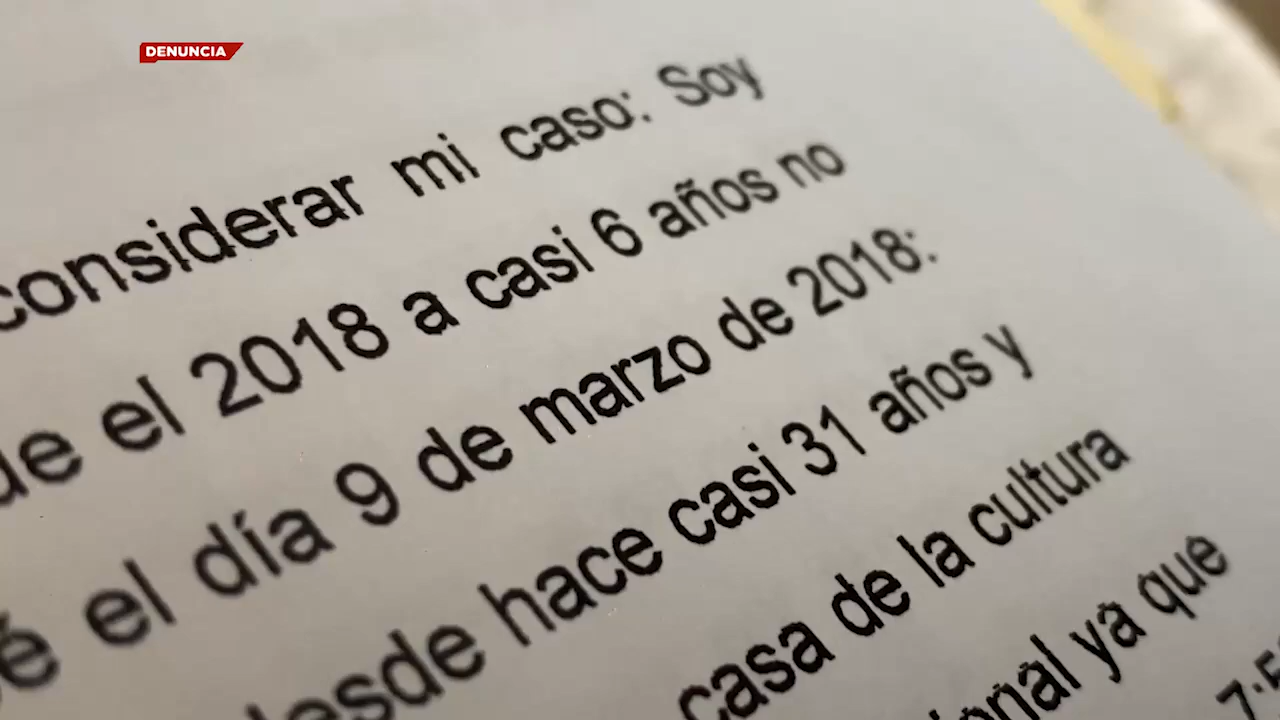 DENUNCIA
considerar mi caso: Soy
de el 2018 a casi 6 años no
el día 9 de marzo de 2018:
desde hace casi 31 años y
casa de la cultura
ya que